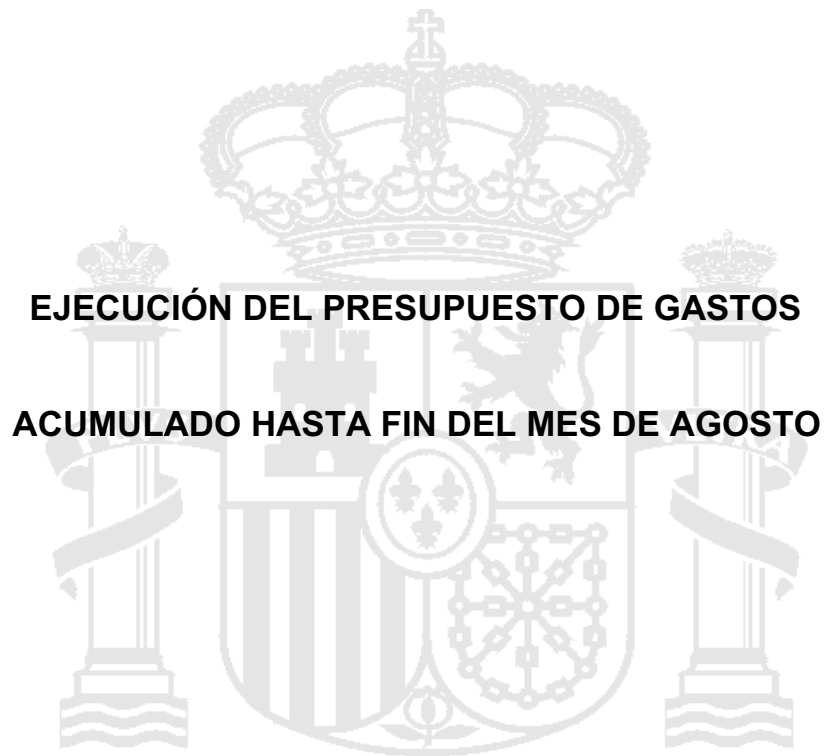 EJECUCIÓN DEL PRESUPUESTO DE GASTOS
ACUMULADO HASTA FIN DEL MES DE AGOSTO